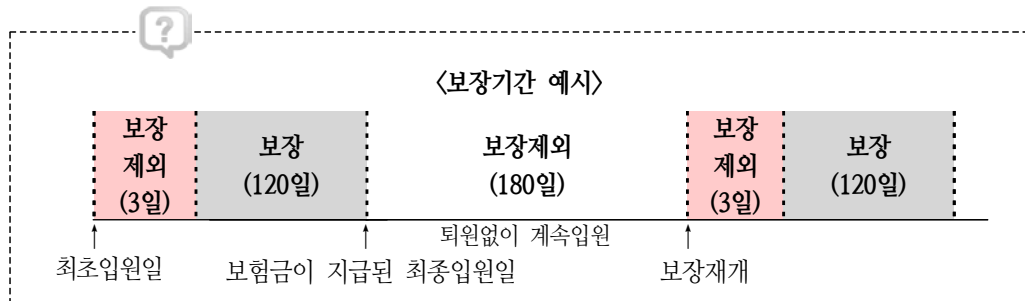 ?
〈보장기간 예시〉
보장
제외
(3일)
보장
(120일)
보장제외
(180일)
보장
제외
(3일)
보장
(120일)
퇴원없이 계속입원
최초입원일
보험금이 지급된 최종입원일
보장재개